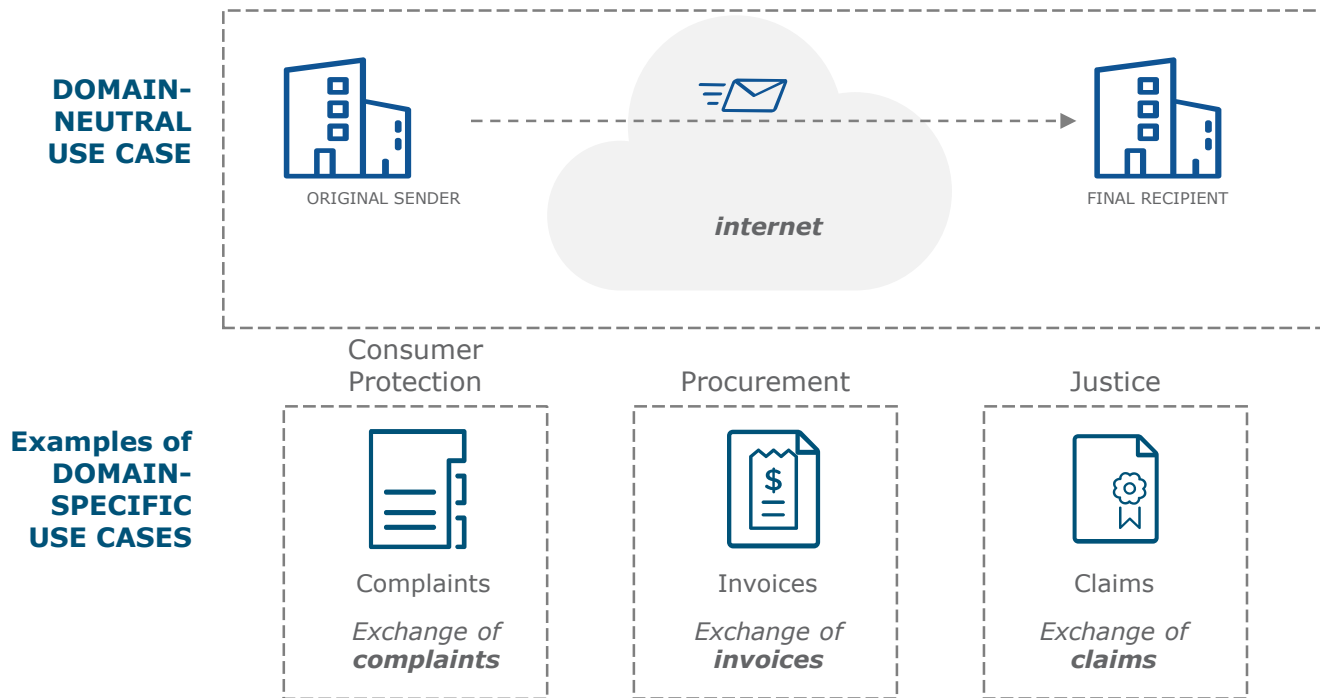 DOMAIN-
NEUTRAL
USE CASE
ORIGINAL SENDER
internet
FINAL RECIPIENT
Examples of
DOMAIN-
SPECIFIC
USE CASES
Consumer
Protection
$
Complaints
Exchange of
complaints
Procurement
Invoices
Exchange of
invoices
Justice
Claims
Exchange of
claims